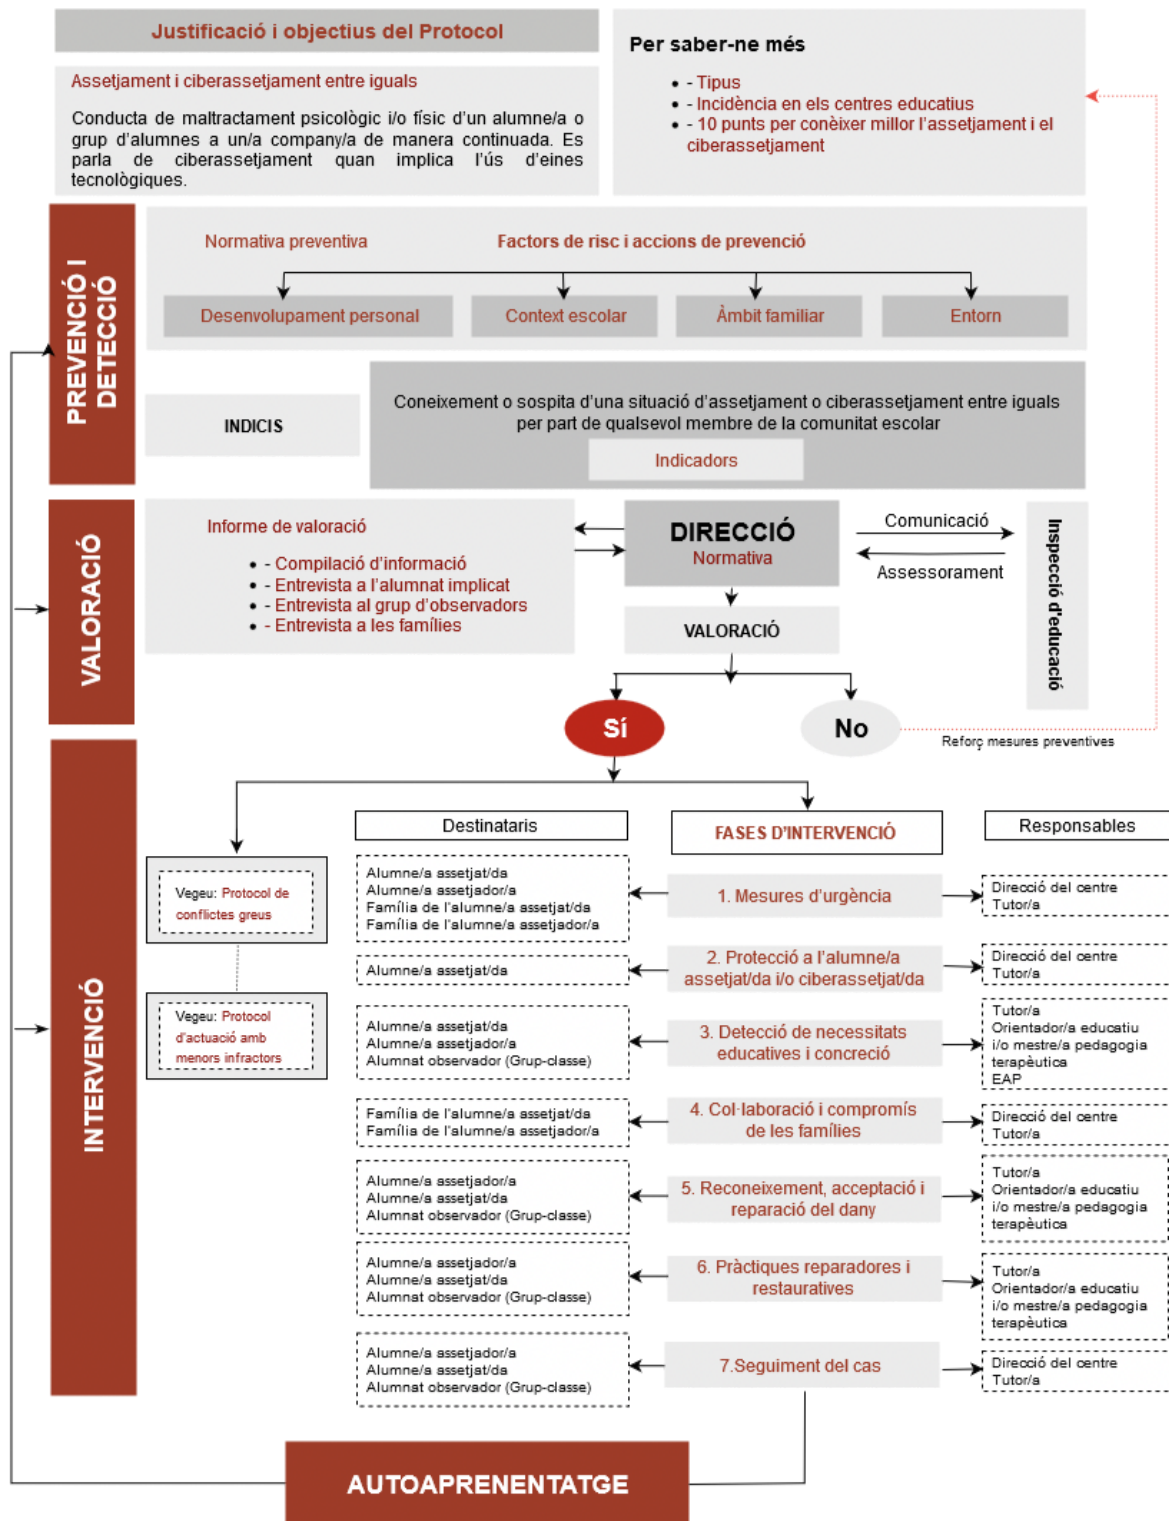 Justificació i objectius del Protocol
Assetjament i ciberassetjament entre iguals
Conducta de maltractament psicològic i/o físic d'un alumne/a o
grup d'alumnes a un/a company/a de manera continuada. Es
parla de ciberassetjament quan implica l'ús d'eines
tecnològiques.
Per saber-ne més
- Tipus
- Incidència en els centres educatius
- 10 punts per conèixer millor l'assetjament i el
ciberassetjament
PREVENCIÓ I
DETECCIÓ
Normativa preventiva
Factors de risc i accions de prevenció
Desenvolupament personal
Context escolar
Àmbit familiar
Entorn
INDICIS
Coneixement o sospita d'una situació d'assetjament o ciberassetjament entre iguals
per part de qualsevol membre de la comunitat escolar
Indicadors
VALORACIÓ
Informe de valoració
- Compilació d'informació
- Entrevista a l'alumnat implicat
- Entrevista al grup d'observadors
- Entrevista a les famílies
DIRECCIÓ
Normativa
Comunicació
Assessorament
Inspecció d'educació
VALORACIÓ
Sí
No
Reforç mesures preventives
INTERVENCIÓ
Vegeu: Protocol de
conflictes greus
Vegeu: Protocol
d'actuació amb
menors infractors
Destinataris
FASES D'INTERVENCIÓ
Responsables
Alumne/a assetjat/da
Alumne/a assetjador/a
Família de l'alumne/a assetjat/da
Família de l'alumne/a assetjador/a
1. Mesures d'urgència
Direcció del centre
Tutor/a
Alumne/a assetjat/da
2. Protecció a l'alumne/a
assetjat/da i/o ciberassetjat/da
Direcció del centre
Tutor/a
Alumne/a assetjat/da
Alumne/a assetjador/a
Alumnat observador (Grup-classe)
3. Detecció de necessitats
educatives i concreció
Tutor/a
Orientador/a educatiu
i/o mestre/a pedagogia
terapèutica
EAP
Família de l'alumne/a assetjat/da
Família de l'alumne/a assetjador/a
4. Col·laboració i compromís
de les famílies
Direcció del centre
Tutor/a
Alumne/a assetjador/a
Alumne/a assetjat/da
Alumnat observador (Grup-classe)
5. Reconeixement, acceptació i
reparació del dany
Tutor/a
Orientador/a educatiu
i/o mestre/a pedagogia
terapèutica
Alumne/a assetjador/a
Alumne/a assetjat/da
Alumnat observador (Grup-classe)
6. Pràctiques reparadores i
restauratives
Tutor/a
Orientador/a educatiu
i/o mestre/a pedagogia
terapèutica
Alumne/a assetjador/a
Alumne/a assetjat/da
Alumnat observador (Grup-classe)
7.Seguiment del cas
Direcció del centre
Tutor/a
AUTOAPRENENTATGE